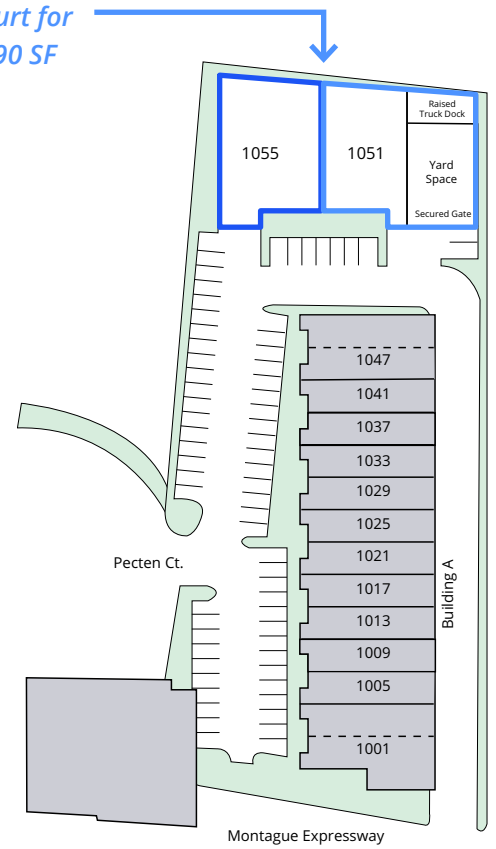 urt for
90 SF
Raised
Truck Dock
1055
1051
Yard
Space
Secured Gate
1047
1041
1037
1033
1029
1025
1021
1017
1013
1009
1005
1001
Pecten Ct.
Building A
Montague Expressway